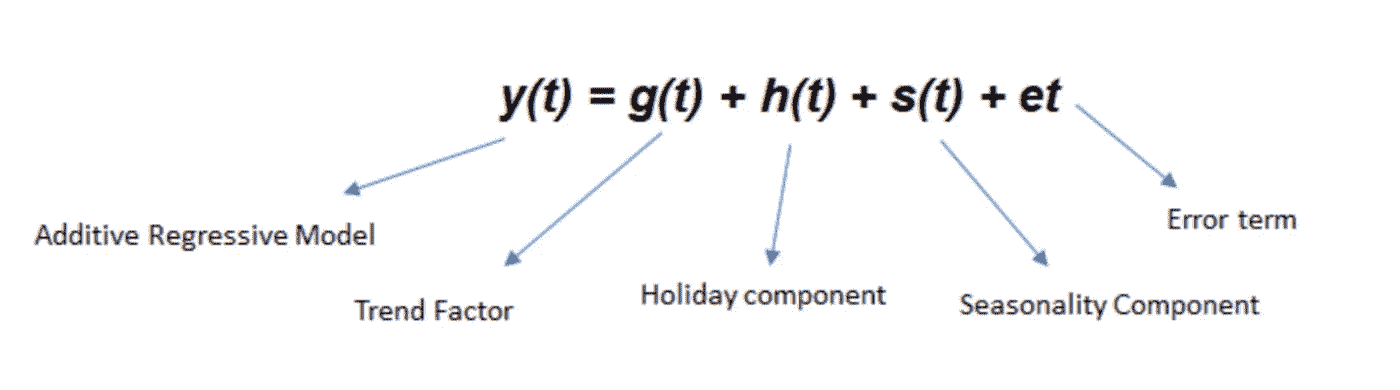 y(t) = g(t) + h(t) + s(t) + et
Additive Regressive Model
Trend Factor
Holiday component
Seasonality Component
Error term